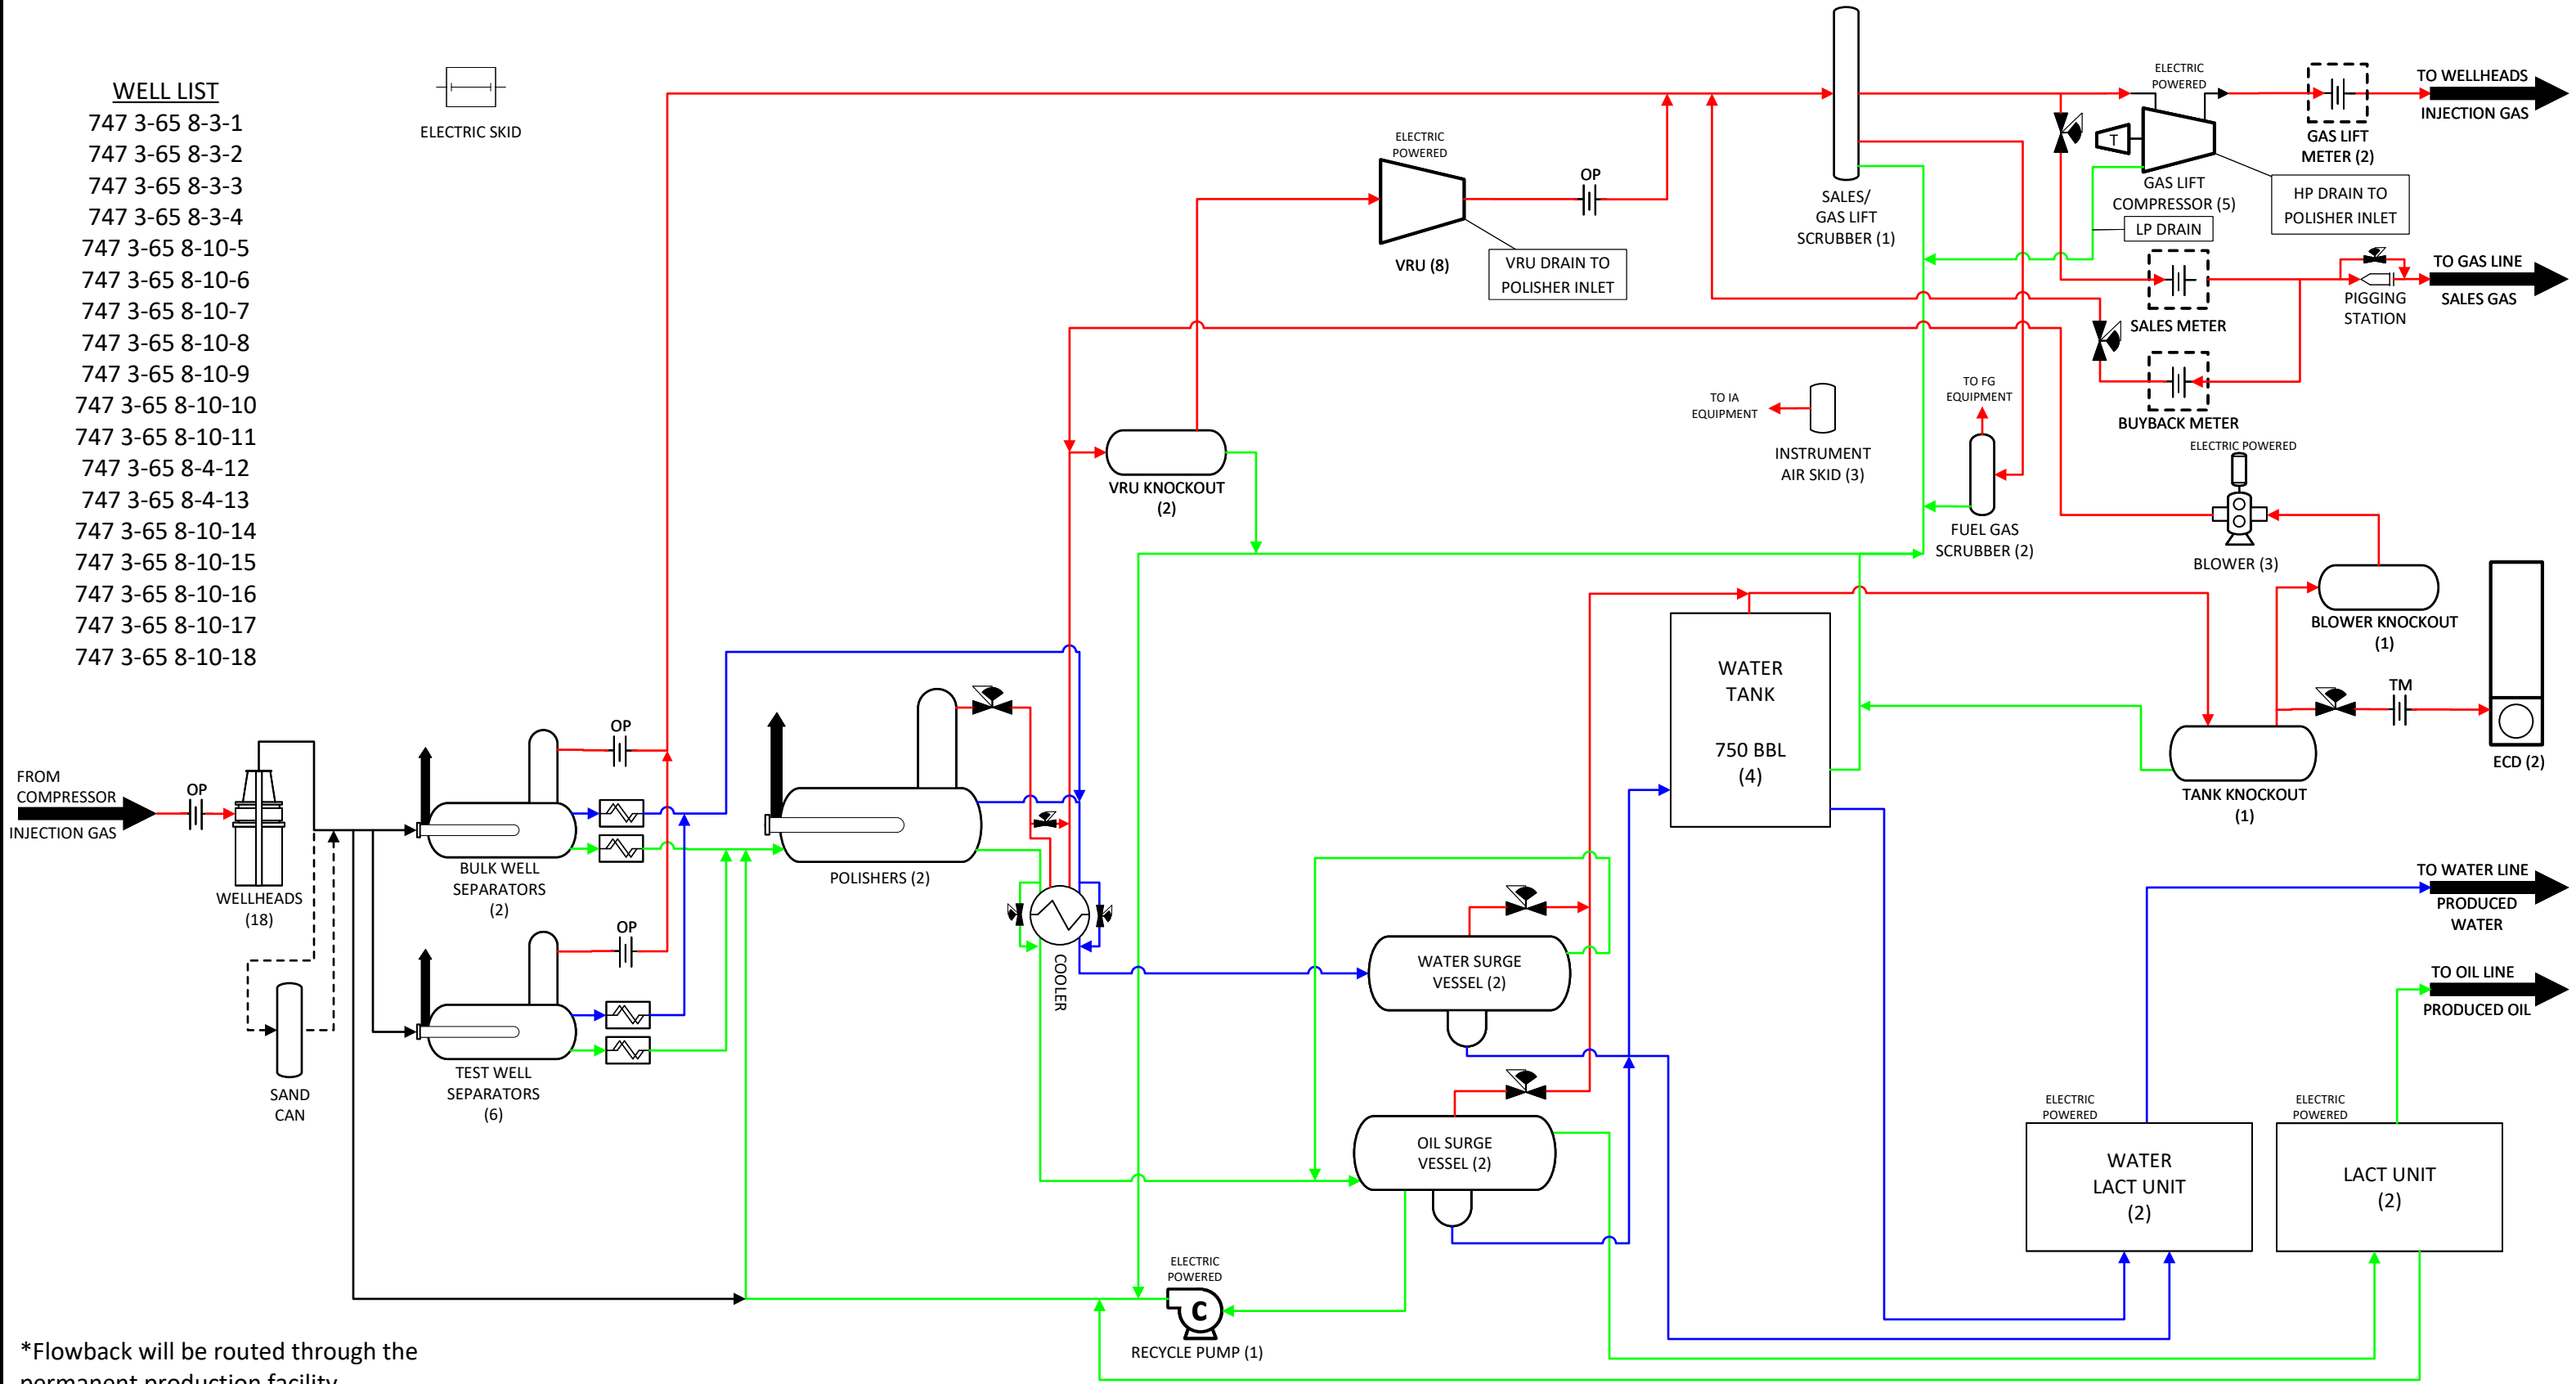 WELL LIST
747 3-65 8-3-1
747 3-65 8-3-2
747 3-65 8-3-3
747 3-65 8-3-4
747 3-65 8-10-5
747 3-65 8-10-6
747 3-65 8-10-7
747 3-65 8-10-8
747 3-65 8-10-9
747 3-65 8-10-10
747 3-65 8-10-11
747 3-65 8-4-12
747 3-65 8-4-13
747 3-65 8-10-14
747 3-65 8-10-15
747 3-65 8-10-16
747 3-65 8-10-17
747 3-65 8-10-18
ELECTRIC SKID
ELECTRIC
POWERED
VRU (8)
OP
VRU DRAIN TO
POLISHER INLET
SALES/
GAS LIFT
SCRUBBER (1)
ELECTRIC
POWERED
T
GAS LIFT
COMPRESSOR (5)
LP DRAIN
HP DRAIN TO
POLISHER INLET
GAS LIFT
METER (2)
TO WELLHEADS
INJECTION GAS
TO GAS LINE
SALES GAS
PIGGING
STATION
SALES METER
BUYBACK METER
VRU KNOCKOUT
(2)
TO IA
EQUIPMENT
INSTRUMENT
AIR SKID (3)
TO FG
EQUIPMENT
FUEL GAS
SCRUBBER (2)
ELECTRIC POWERED
BLOWER (3)
BLOWER KNOCKOUT
(1)
TM
ECD (2)
TANK KNOCKOUT
(1)
WATER
TANK
750 BBL
(4)
FROM
COMPRESSOR
INJECTION GAS
OP
WELLHEADS
(18)
SAND
CAN
OP
BULK WELL
SEPARATORS
(2)
OP
TEST WELL
SEPARATORS
(6)
POLISHERS (2)
COOLER
WATER SURGE
VESSEL (2)
OIL SURGE
VESSEL (2)
ELECTRIC
POWERED
C
RECYCLE PUMP (1)
TO WATER LINE
PRODUCED
WATER
TO OIL LINE
PRODUCED OIL
ELECTRIC
POWERED
WATER
LACT UNIT
(2)
ELECTRIC
POWERED
LACT UNIT
(2)
*Flowback will be routed through the
permanent production facility